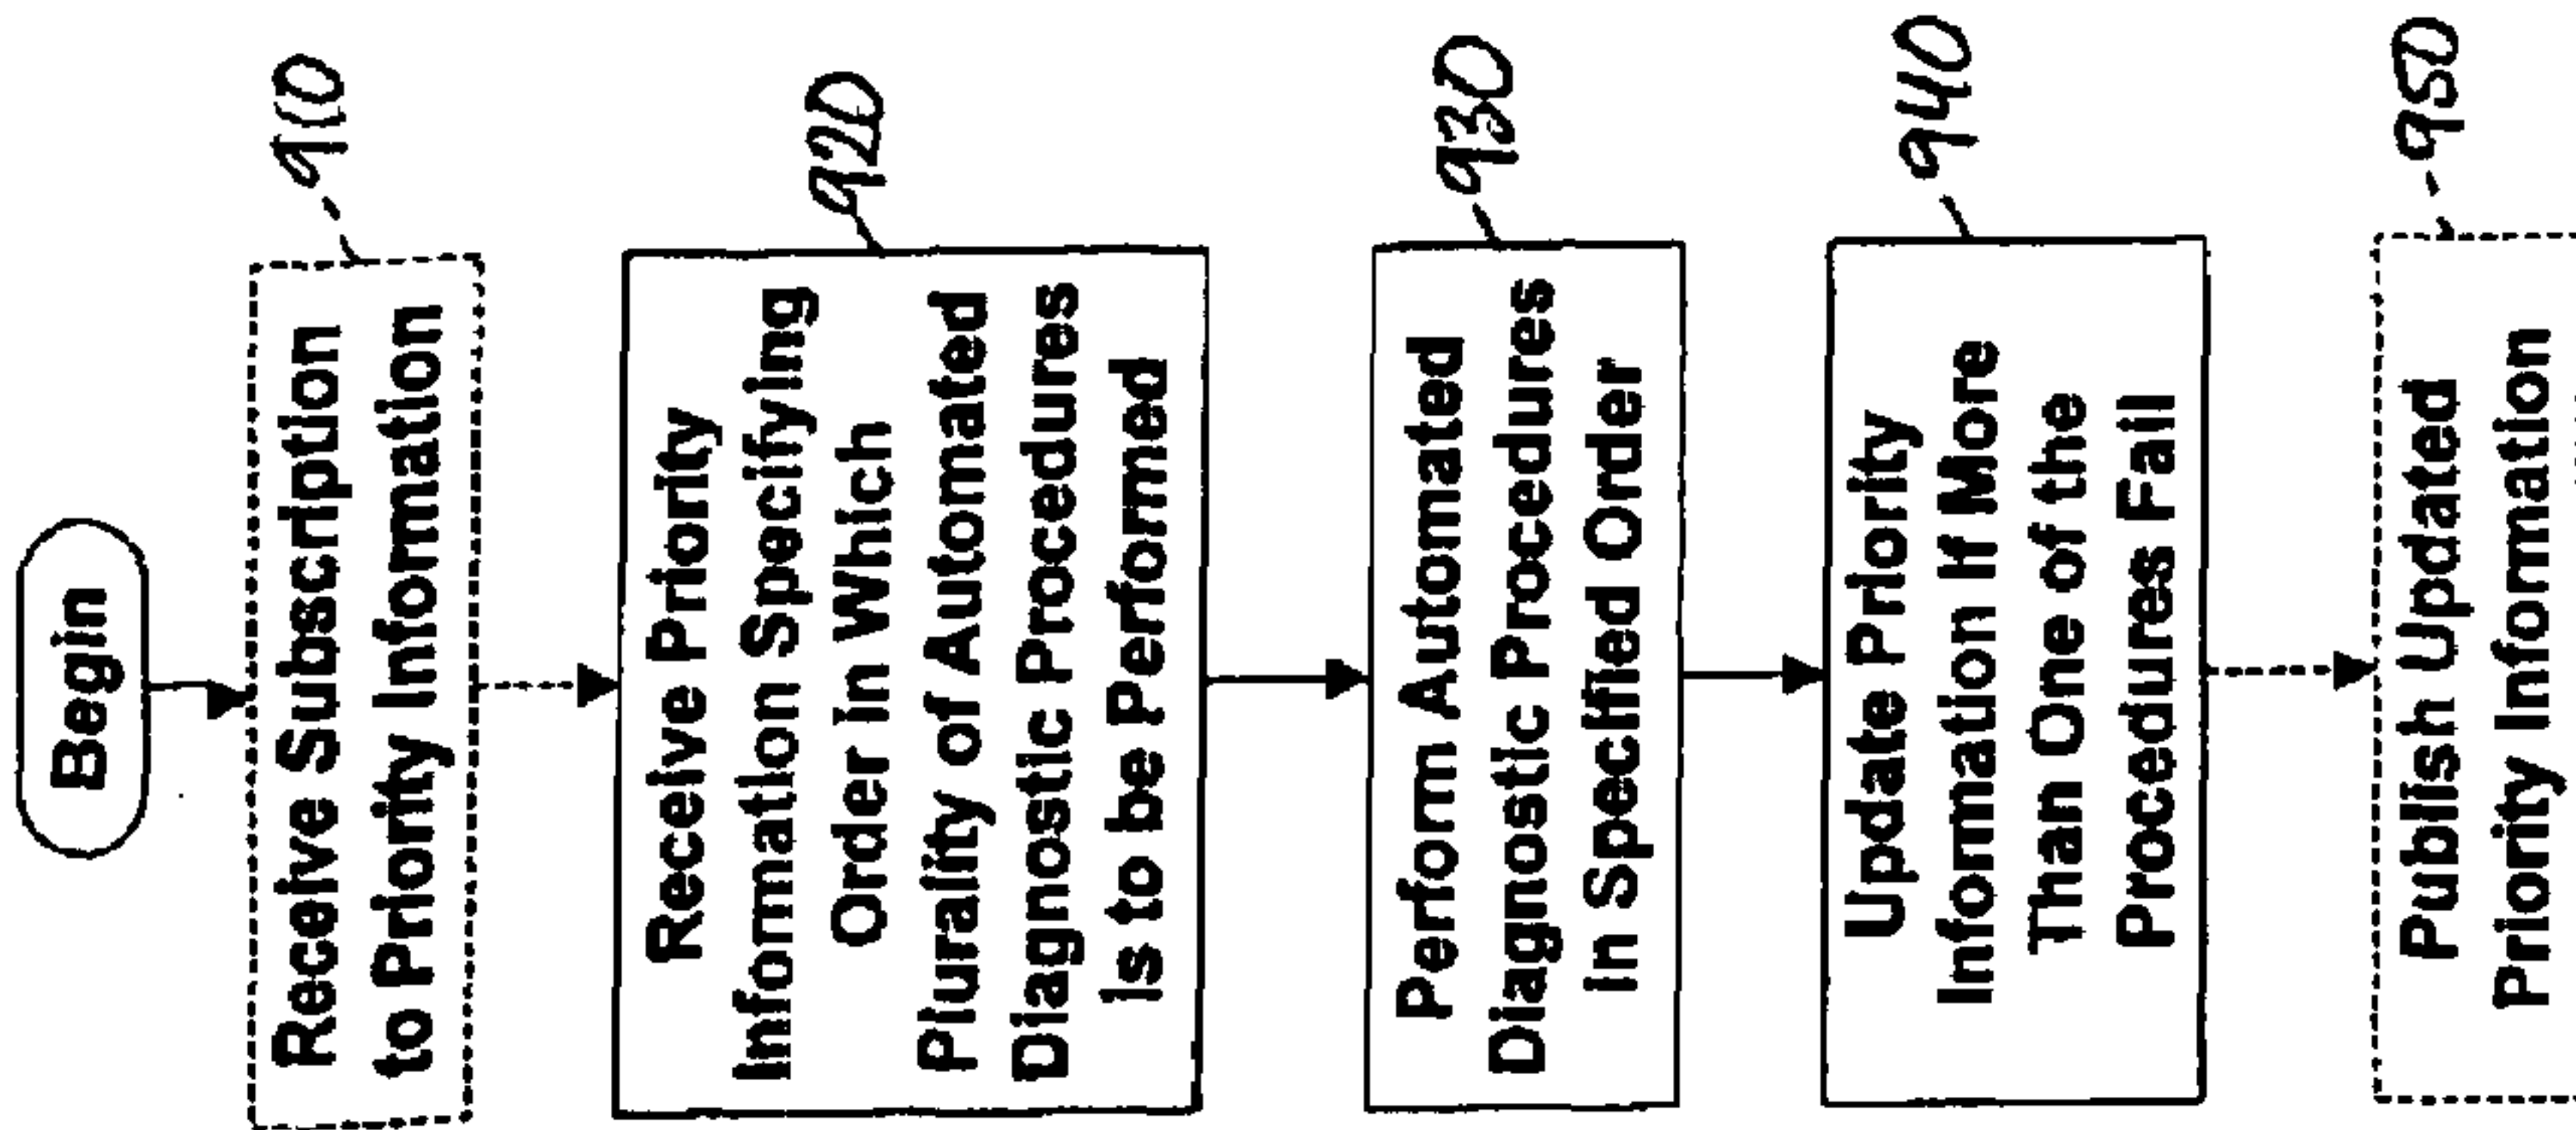 Begin
Receive Subscription
to Priority Information
910
Receive Priority
Information Specifying
Order in Which
Plurality of Automated
Diagnostic Procedures
is to be Performed
920
Perform Automated
Diagnostic Procedures
in Specified Order
930
Update Priority
Information If More
Than One of the
Procedures Fail
940
Publish Updated
Priority Information
950